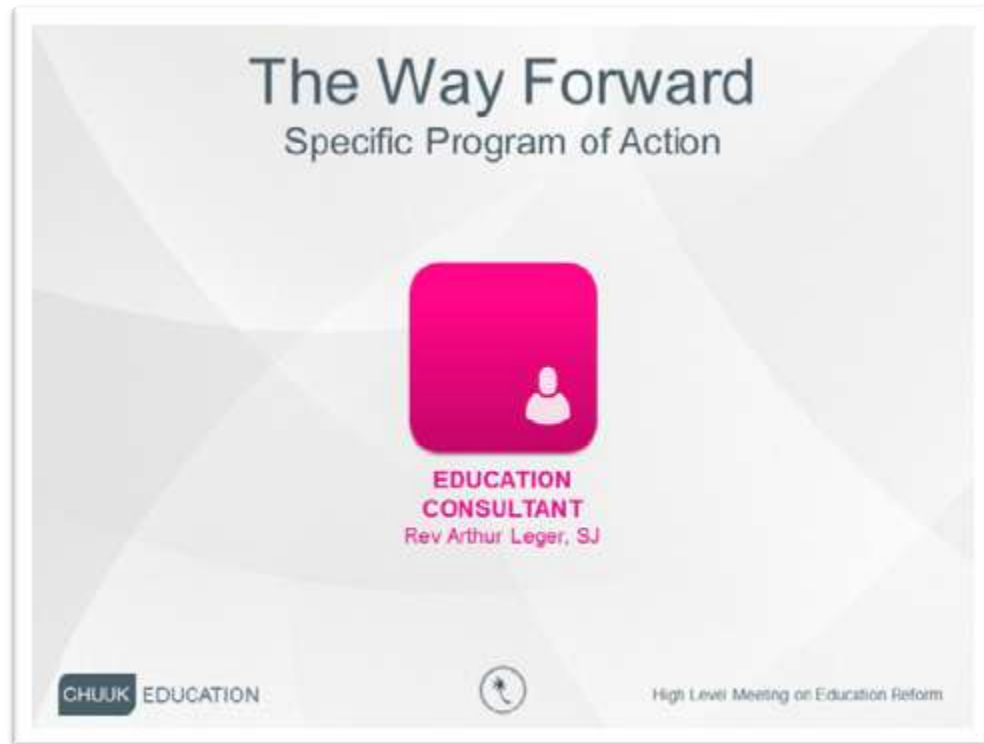 The Way Forward
Specific Program of Action
EDUCATION
CONSULTANT
Rev Arthur Leger, SJ
CHUUK EDUCATION
High Level Meeting on Education Reform